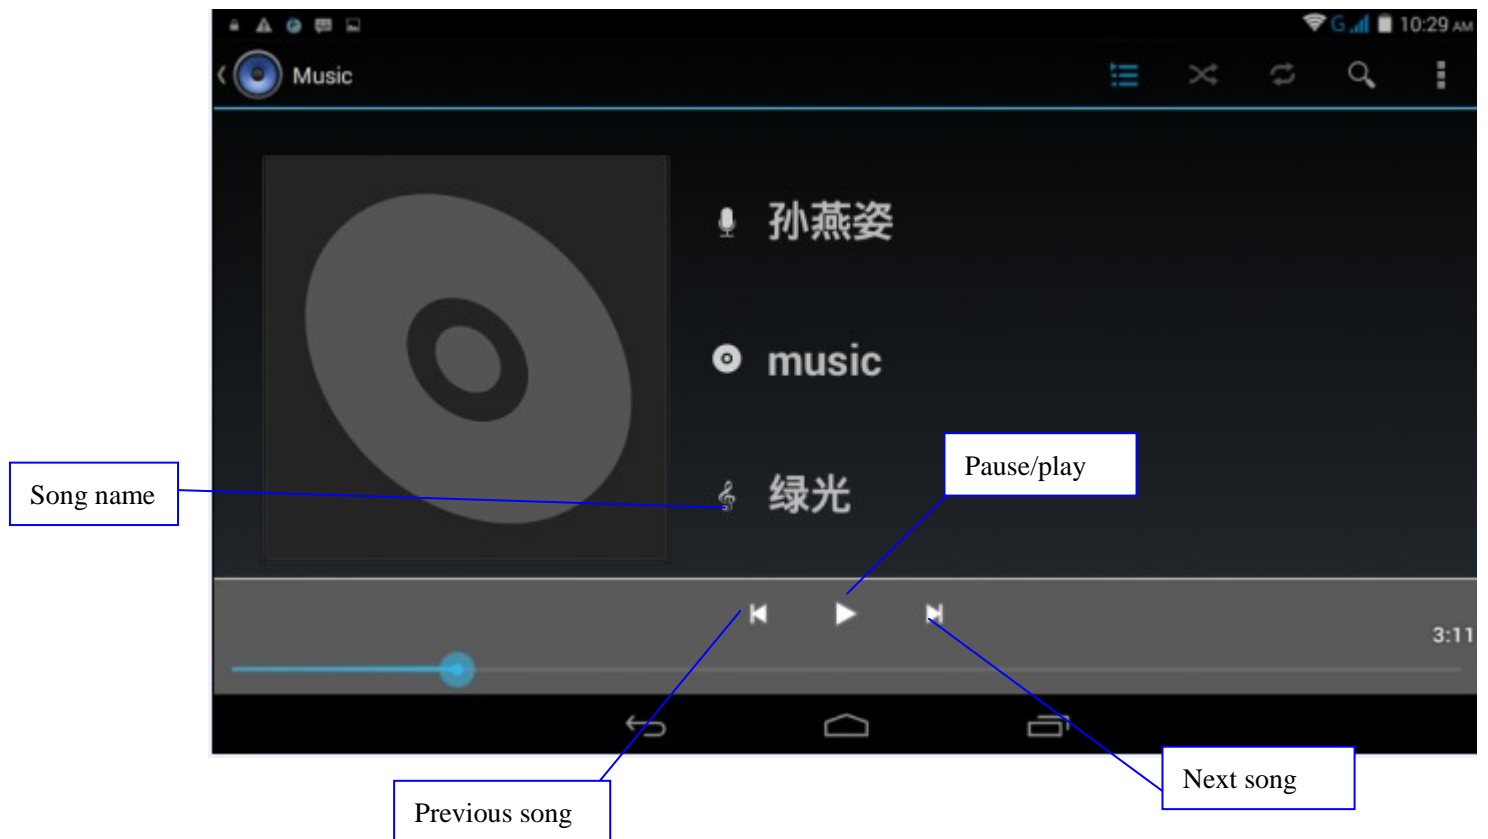 G 10:29 AM
Music
孙燕姿
music
Pause/play
Song name
绿光
3:11
Next song
Previous song